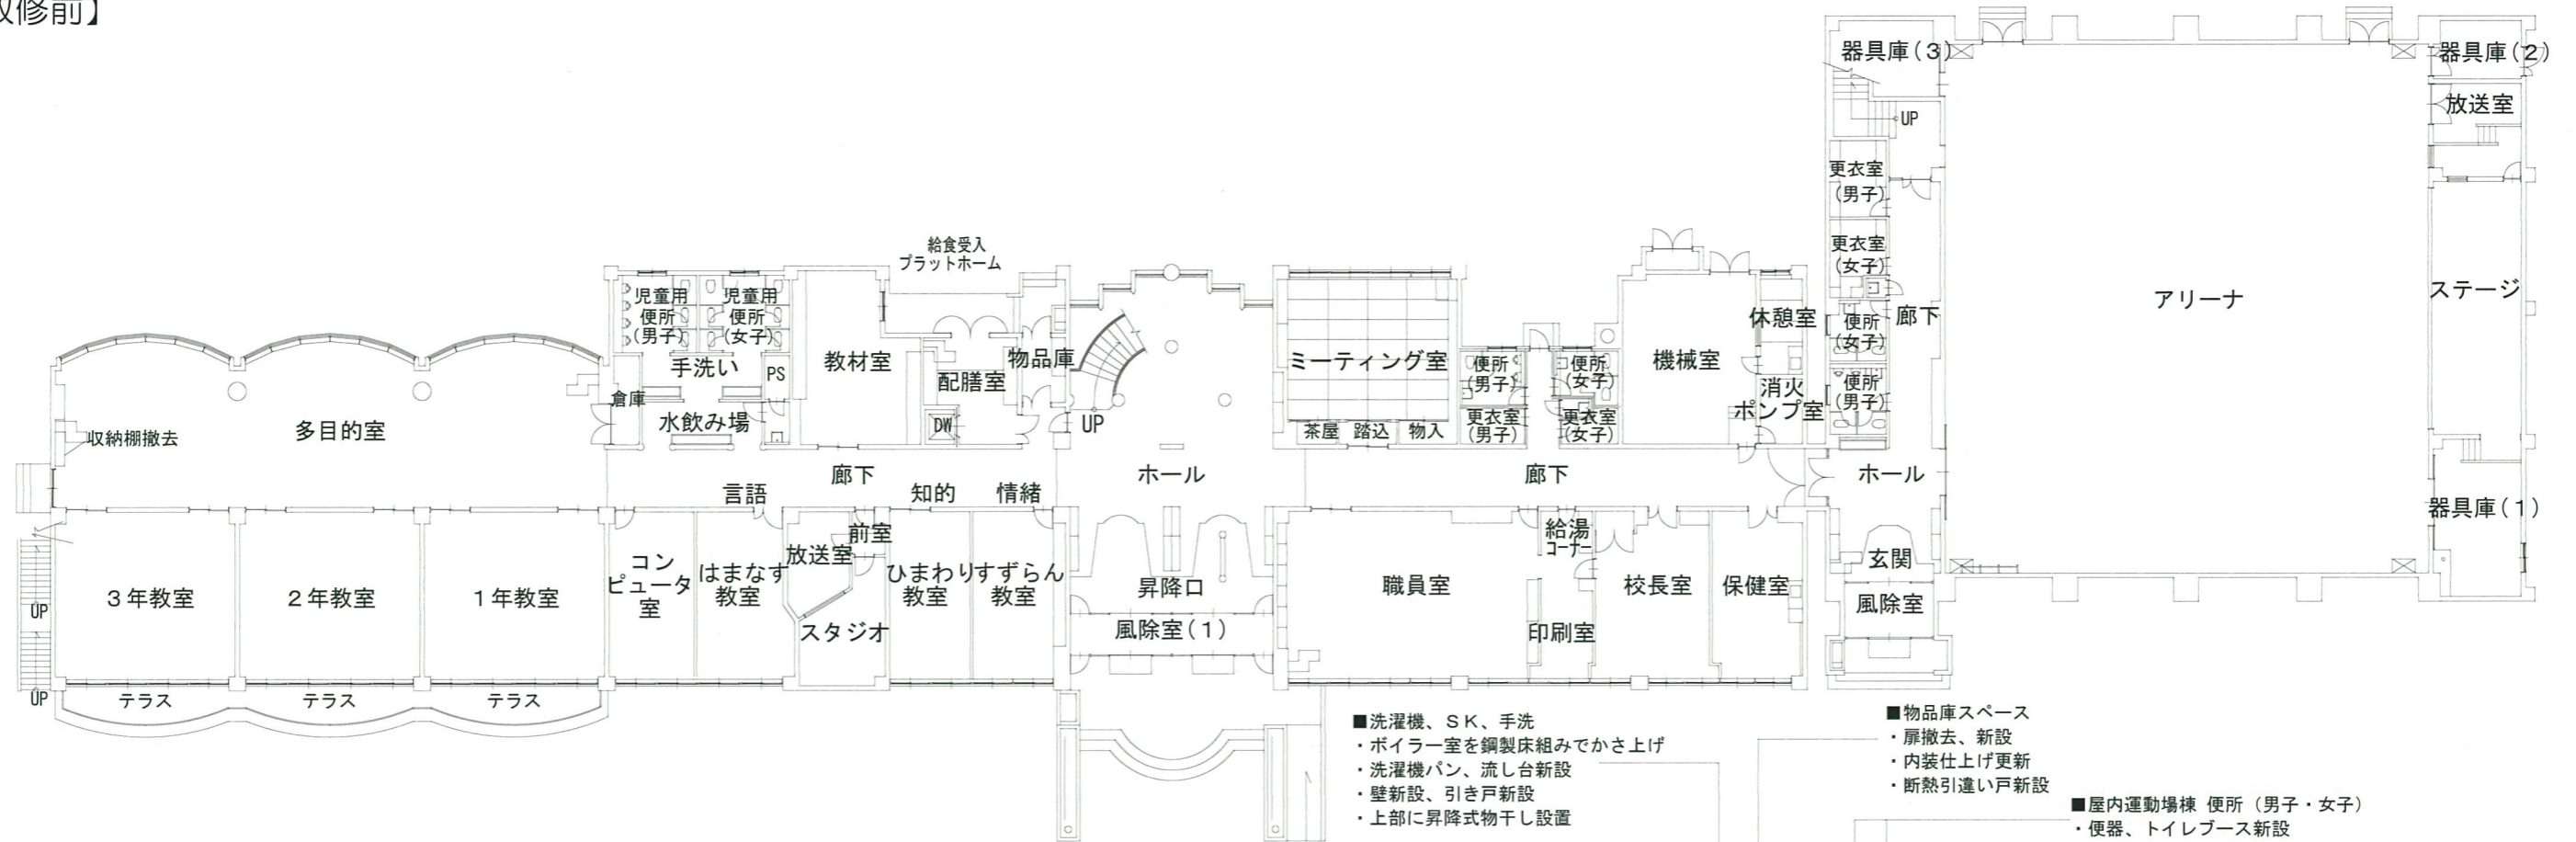 改修前】
器具庫(3)
器具庫(2)
放送室
UP
更衣室
(男子)
更衣室
(女子)
給食受入
プラットホーム
児童用
便所
(男子)
児童用
便所
(女子)
手洗い
PS
倉庫
水飲み場
教材室
配膳室
DW
物品庫
UP
ミーティング室
茶屋
踏込
物入
便所
(男子)
便所
(女子)
更衣室
(男子)
更衣室
(女子)
機械室
休憩室
消火
ポンプ室
便所
(女子)
便所
(男子)
廊下
アリーナ
ステージ
多目的室
収納棚撤去
廊下
言語
知的
情緒
ホール
廊下
ホール
器具庫(1)
3年教室
2年教室
1年教室
コン
ピュータ
室
はまなす
教室
放送室
前室
スタジオ
ひまわり
教室
すずらん
教室
昇降口
風除室(1)
職員室
給湯
コーナー
印刷室
校長室
保健室
玄関
風除室
UP
UP
テラス
テラス
テラス
■洗濯機、SK、手洗
・ボイラー室を鋼製床組みでかさ上げ
・洗濯機パン、流し台新設
・壁新設、引き戸新設
・上部に昇降式物干し設置
■物品庫スペース
・扉撤去、新設
・内装仕上げ更新
・断熱引違い戸新設
■屋内運動場棟 便所(男子・女子)
・便器、トイレブース新設